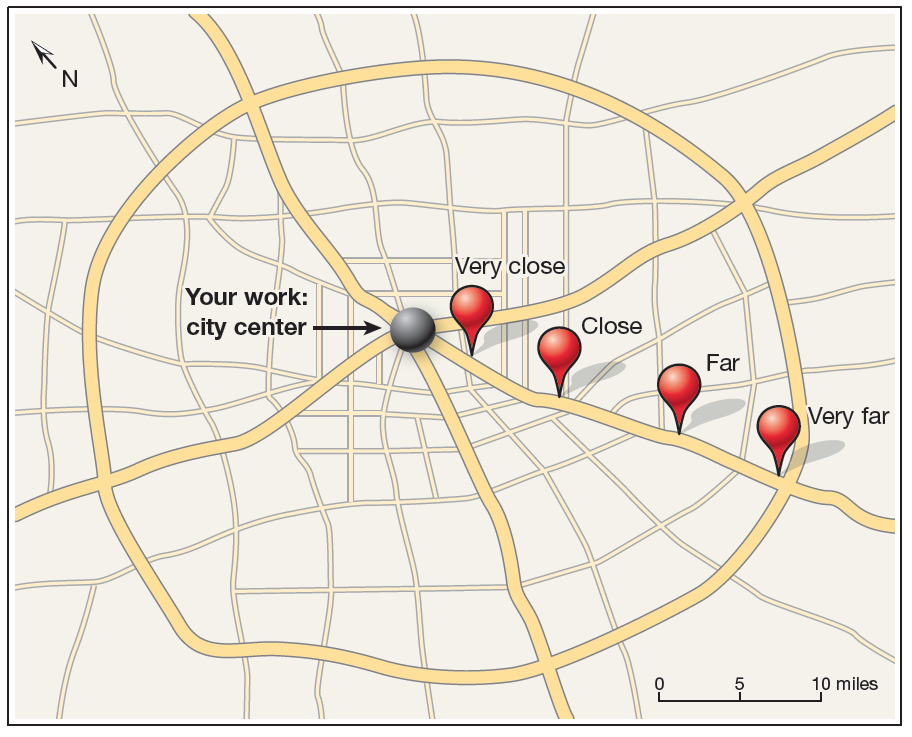 N
Very close
Your work:
city center
Close
Far
Very far
0 5 10 miles